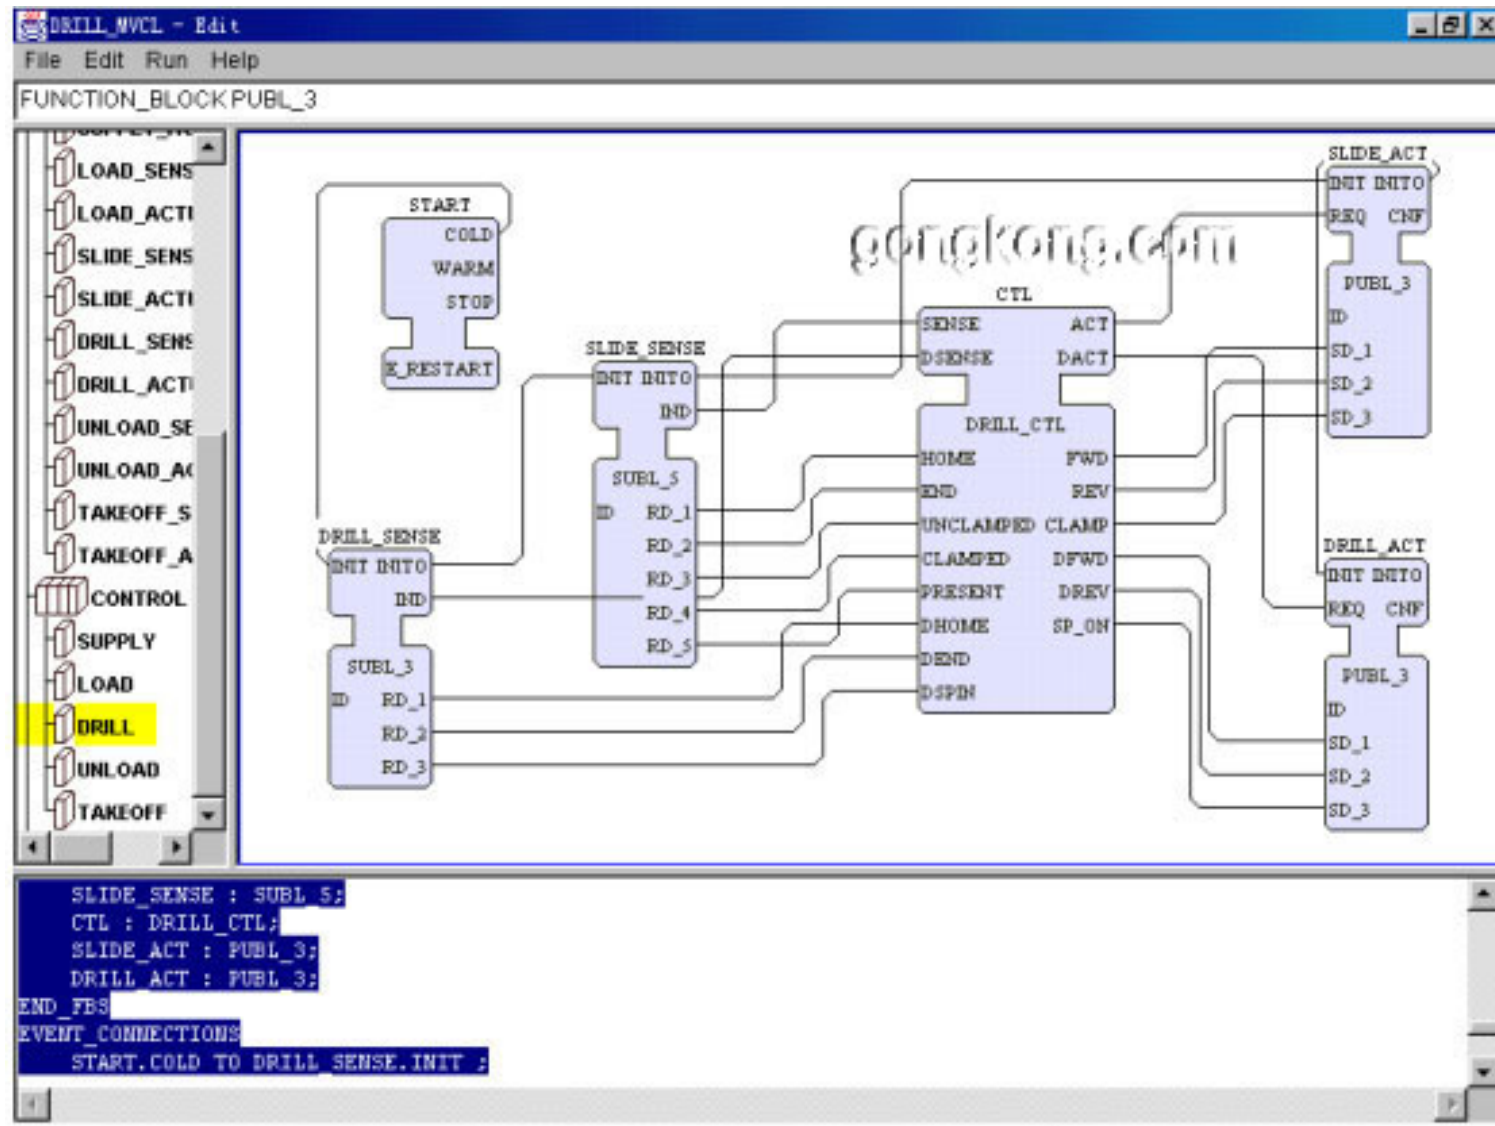 DRILL_MVCL - Edit
File Edit Run Help
FUNCTION_BLOCK PUBL_3
LOAD_SENS
LOAD_ACTU
SLIDE_SENS
SLIDE_ACTU
DRILL_SENS
DRILL_ACTU
UNLOAD_SE
UNLOAD_AC
TAKEOFF_S
TAKEOFF_A
CONTROL
SUPPLY
LOAD
DRILL
UNLOAD
TAKEOFF
gongkong.com
START
COLD
WARM
STOP
E_RESTART
DRILL_SENSE
INIT INITO
IND
SUBL_3
ID RD_1
RD_2
RD_3
SLIDE_SENSE
INIT INITO
IND
SUBL_5
ID RD_1
RD_2
RD_3
RD_4
RD_5
CTL
SENSE ACT
DSENSE DACT
DRILL_CTL
HOME FWD
END REV
UNCLAMPED CLAMP
CLAMPED DFWD
PRESENT DREV
DHOME SP_ON
DEND
DSPIN
SLIDE_ACT
INIT INITO
REQ CNF
PUBL_3
ID
SD_1
SD_2
SD_3
DRILL_ACT
INIT INITO
REQ CNF
PUBL_3
ID
SD_1
SD_2
SD_3
SLIDE_SENSE : SUBL_5;
CTL : DRILL_CTL;
SLIDE_ACT : PUBL_3;
DRILL_ACT : PUBL_3;
END_FBS
EVENT_CONNECTIONS
START.COLD TO DRILL_SENSE.INIT ;